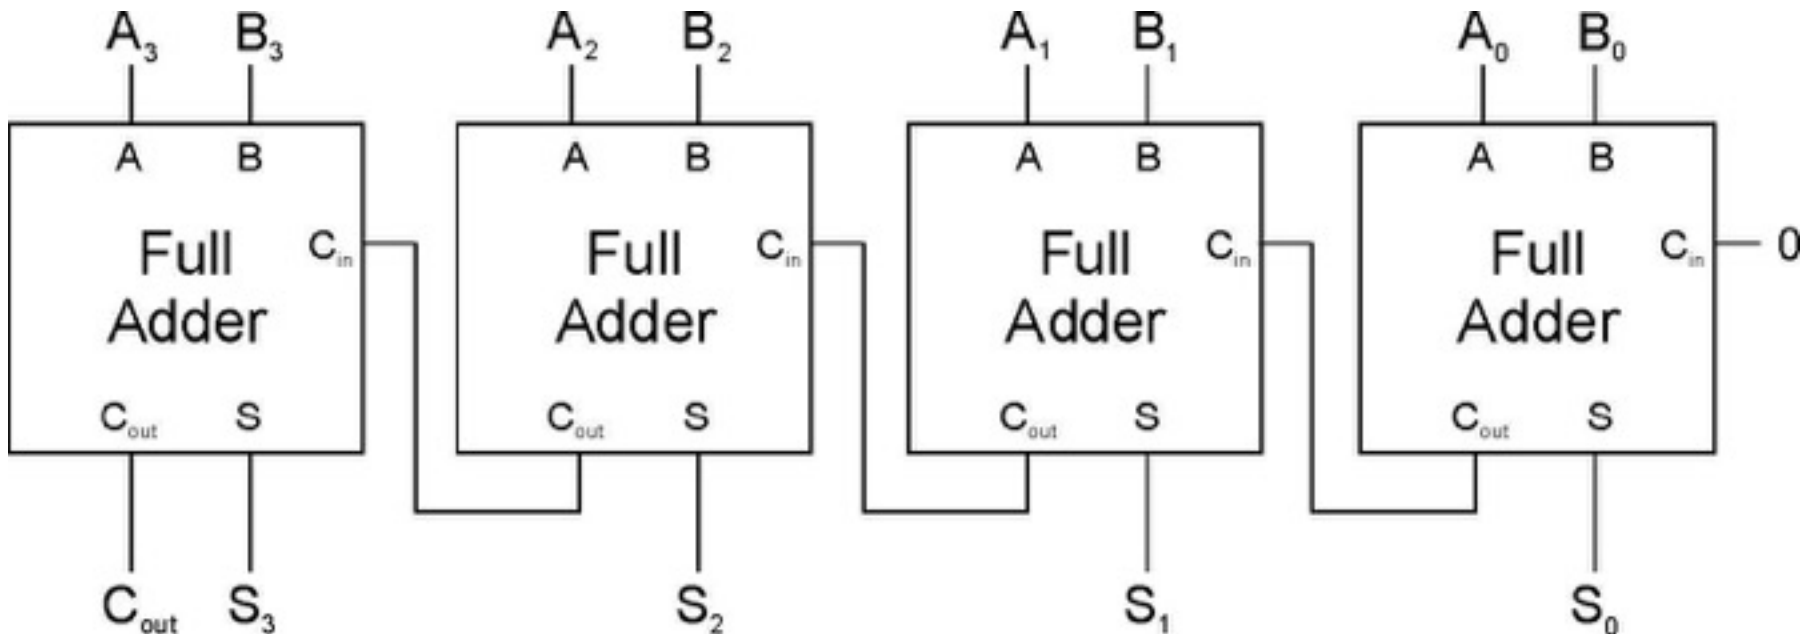 A₃ B₃ A₂ B₂ A₁ B₁ A₀ B₀
A B A B A B A B
Full Cᵢₙ Full Cᵢₙ Full Cᵢₙ Full Cᵢₙ 0
Adder Adder Adder Adder
Cout S Cout S Cout S Cout S
Cout S₃ S₂ S₁ S₀